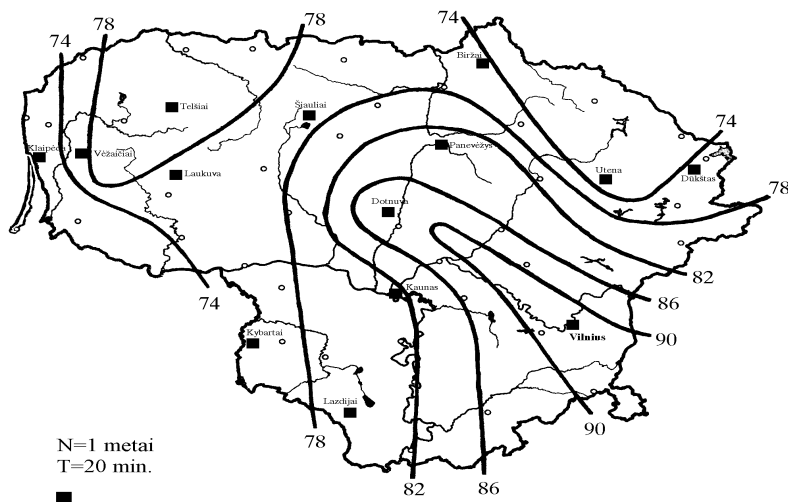 74
78
78
74
Biržai
Telšiai
Šiauliai
74
Klaipėda
Vėžaičiai
Panevėžys
Laukuva
Utena
Dūkštas
78
Dotnuva
82
74
Kaunas
86
Kybartai
Vilnius
90
Lazdijai
90
78
N=1 metai
T=20 min.
82
86